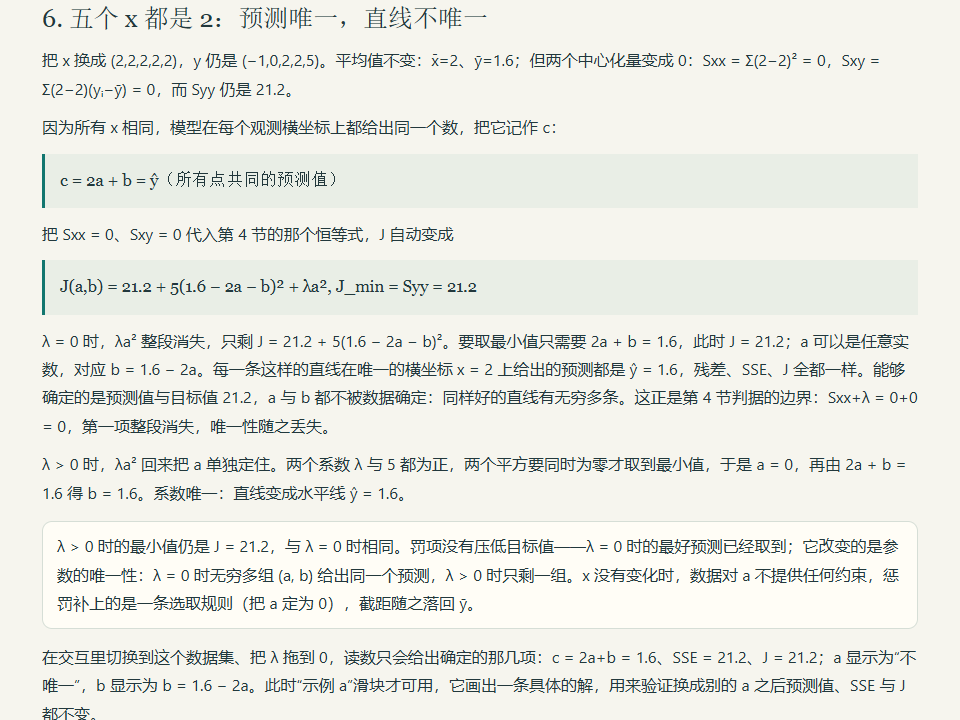 6. 五个 x 都是 2：预测唯一，直线不唯一
把 x 换成 (2,2,2,2,2)，y 仍是 (−1,0,2,2,5)。平均值不变：x̄=2、ȳ=1.6；但两个中心化量变成 0：Sxx = Σ(2−2)² = 0，Sxy =
Σ(2−2)(yᵢ−ȳ) = 0，而 Syy 仍是 21.2。
因为所有 x 相同，模型在每个观测横坐标上都给出同一个数，把它记作 c：
c = 2a + b = ŷ（所有点共同的预测值）
把 Sxx = 0、Sxy = 0 代入第 4 节的那个恒等式，J 自动变成
J(a,b) = 21.2 + 5(1.6 − 2a − b)² + λa², J_min = Syy = 21.2
λ = 0 时，λa² 整段消失，只剩 J = 21.2 + 5(1.6 − 2a − b)²。要取最小值只需要 2a + b = 1.6，此时 J = 21.2；a 可以是任意实
数，对应 b = 1.6 − 2a。每一条这样的直线在唯一的横坐标 x = 2 上给出的预测都是 ŷ = 1.6，残差、SSE、J 全都一样。能够
确定的是预测值与目标值 21.2，a 与 b 都不被数据确定：同样好的直线有无穷多条。这正是第 4 节判据的边界：Sxx+λ = 0+0
= 0，第一项整段消失，唯一性随之丢失。
λ > 0 时，λa² 回来把 a 单独定住。两个系数 λ 与 5 都为正，两个平方要同时为零才取到最小值，于是 a = 0，再由 2a + b =
1.6 得 b = 1.6。系数唯一：直线变成水平线 ŷ = 1.6。
λ > 0 时的最小值仍是 J = 21.2，与 λ = 0 时相同。罚项没有压低目标值——λ = 0 时的最好预测已经取到；它改变的是参
数的唯一性：λ = 0 时无穷多组 (a, b) 给出同一个预测，λ > 0 时只剩一组。x 没有变化时，数据对 a 不提供任何约束，惩
罚补上的是一条选取规则（把 a 定为 0），截距随之落回 ȳ。
在交互里切换到这个数据集、把 λ 拖到 0，读数只会给出确定的那几项：c = 2a+b = 1.6、SSE = 21.2、J = 21.2；a 显示为“不
唯一”，b 显示为 b = 1.6 − 2a。此时“示例 a”滑块才可用，它画出一条具体的解，用来验证换成别的 a 之后预测值、SSE 与 J
都不变。